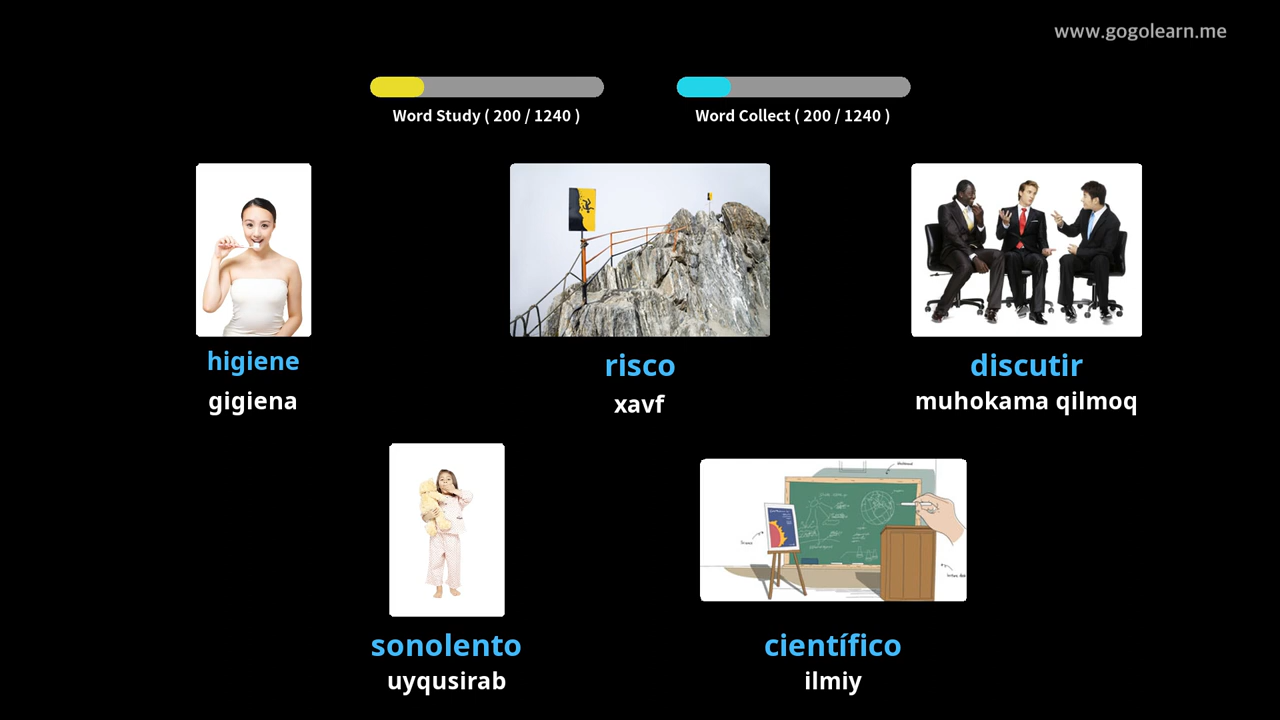 www.gogolearn.me
Word Study ( 200 / 1240 )
Word Collect ( 200 / 1240 )
higiene
gigiena
risco
xavf
discutir
muhokama qilmoq
sonolento
uyqusirab
científico
ilmiy